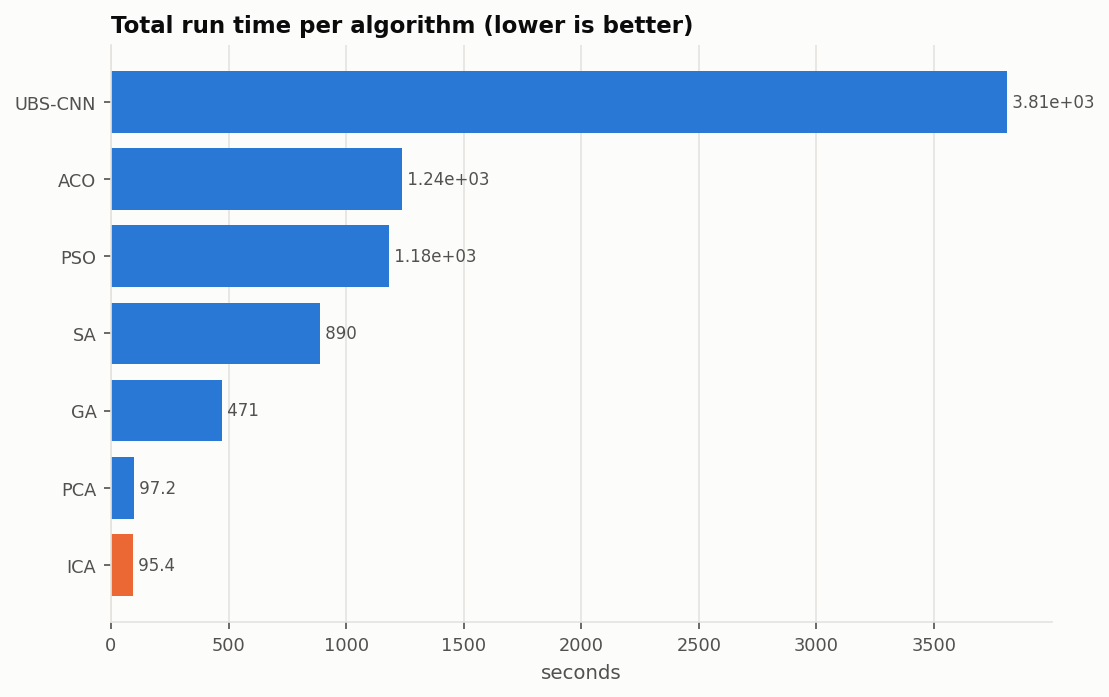 Total run time per algorithm (lower is better)
UBS-CNN 3.81e+03
ACO 1.24e+03
PSO 1.18e+03
SA 890
GA 471
PCA 97.2
ICA 95.4
0 500 1000 1500 2000 2500 3000 3500
seconds